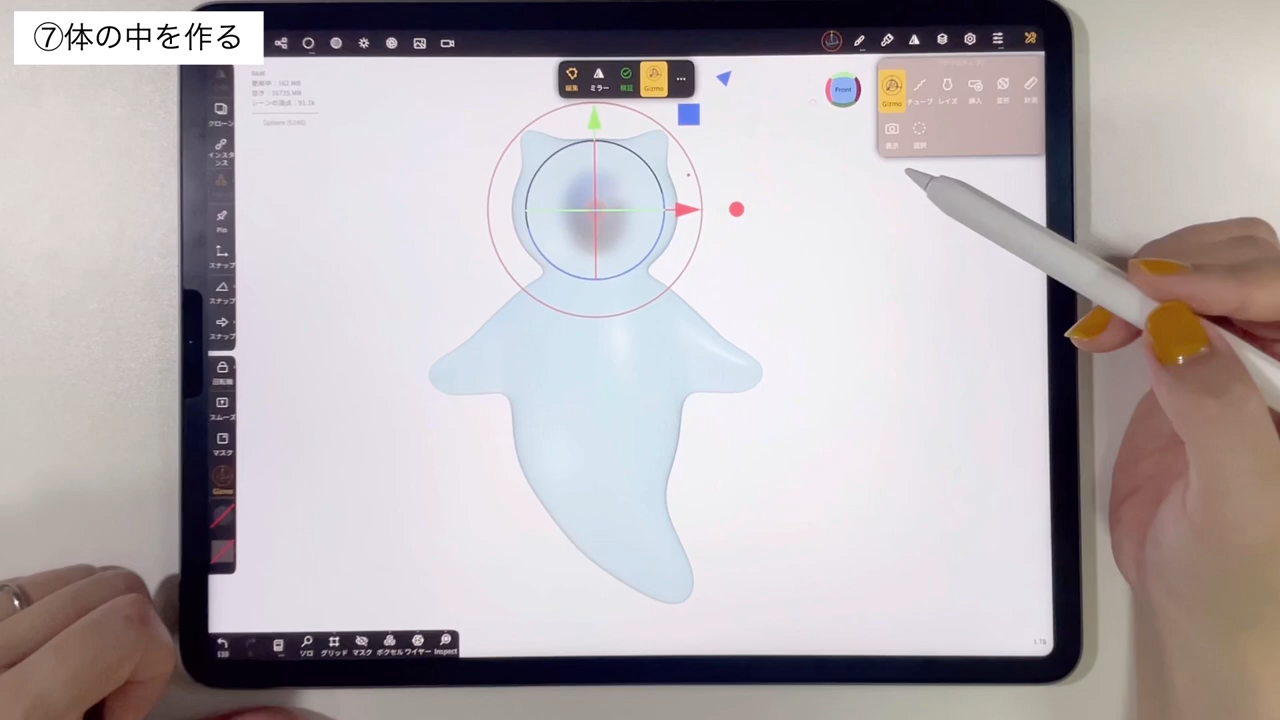 ⑦体の中を作る
編集
ミラー
検証
Gizmo
Front
Gizmo
チューブ
レイズ
挿入
変形
計測
表示
選択
クローン
インスタ
ンス
Pin
スナップ
スナップ
スナップ
スムーズ
マスク
Gizmo
ソロ
グリッド
マスク
ボクセル
ワイヤー
Inspect